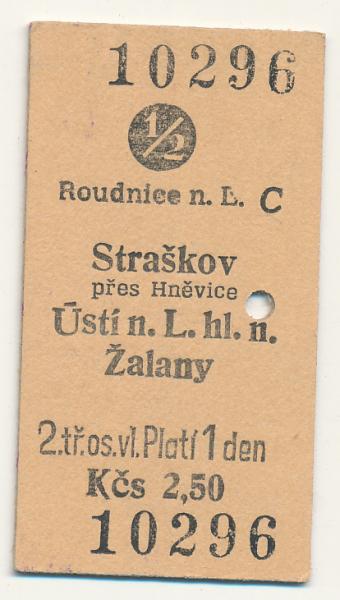 10296
1/2
Roudnice n. L. C
Straškov
přes Hněvice
Ústí n. L. hl. n.
Žalany
2.tř.os.vl.Platí 1 den
Kčs 2,50
10296